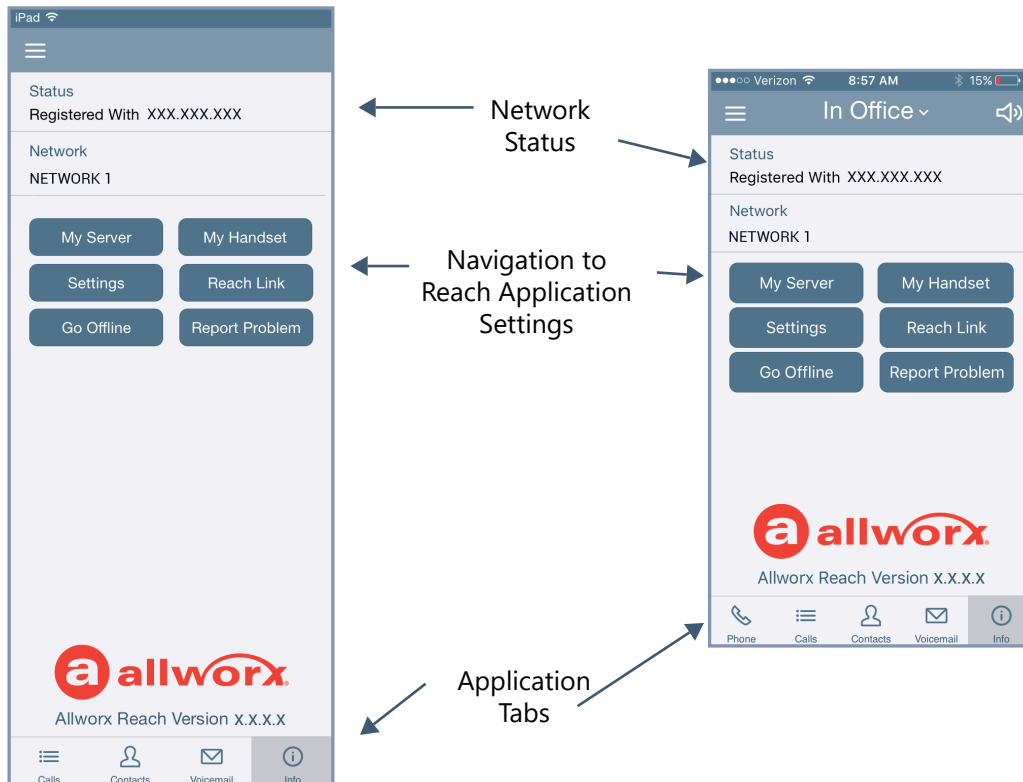 iPad
Status
Registered With XXX.XXX.XXX
Network
NETWORK 1
My Server My Handset
Settings Reach Link
Go Offline Report Problem
a allworx.
Allworx Reach Version X.X.X.X
Calls Contacts Voicemail Info
Network
Status
Navigation to
Reach Application
Settings
Application
Tabs
Verizon 8:57 AM 15%
In Office
Status
Registered With XXX.XXX.XXX
Network
NETWORK 1
My Server My Handset
Settings Reach Link
Go Offline Report Problem
a allworx.
Allworx Reach Version X.X.X.X
Phone Calls Contacts Voicemail Info